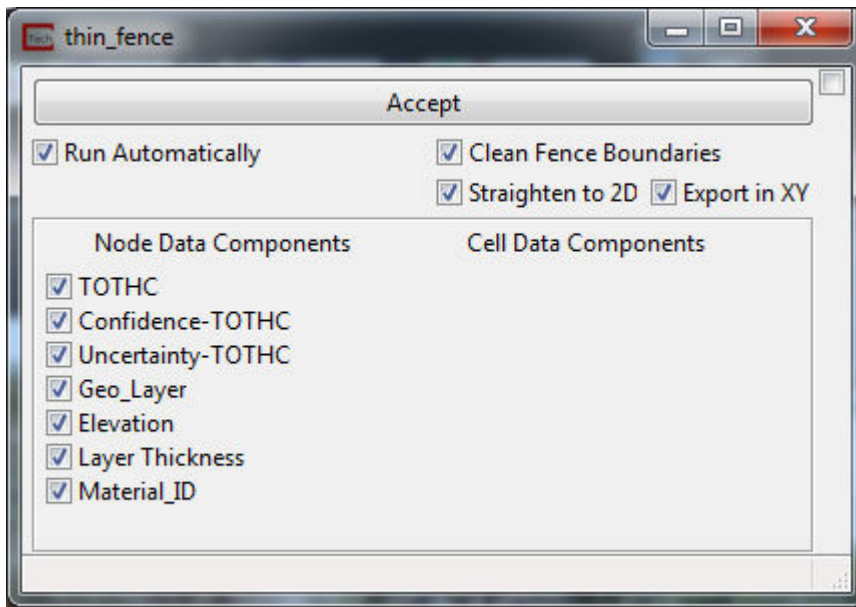 Tech thin_fence
Accept
Run Automatically Clean Fence Boundaries
Straighten to 2D Export in XY
Node Data Components Cell Data Components
TOTHC
Confidence-TOTHC
Uncertainty-TOTHC
Geo_Layer
Elevation
Layer Thickness
Material_ID